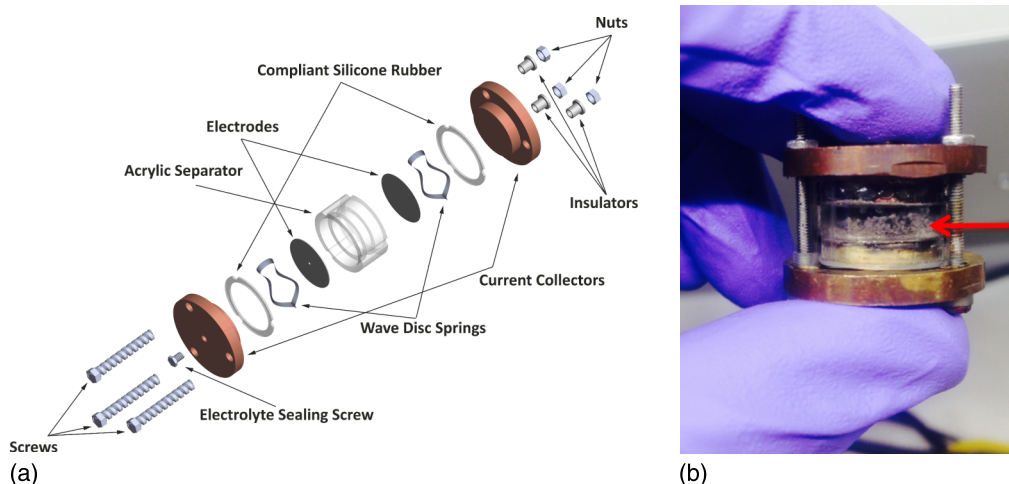 Nuts
Compliant Silicone Rubber
Electrodes
Acrylic Separator
Insulators
Current Collectors
Wave Disc Springs
Electrolyte Sealing Screw
Screws
(a)
(b)